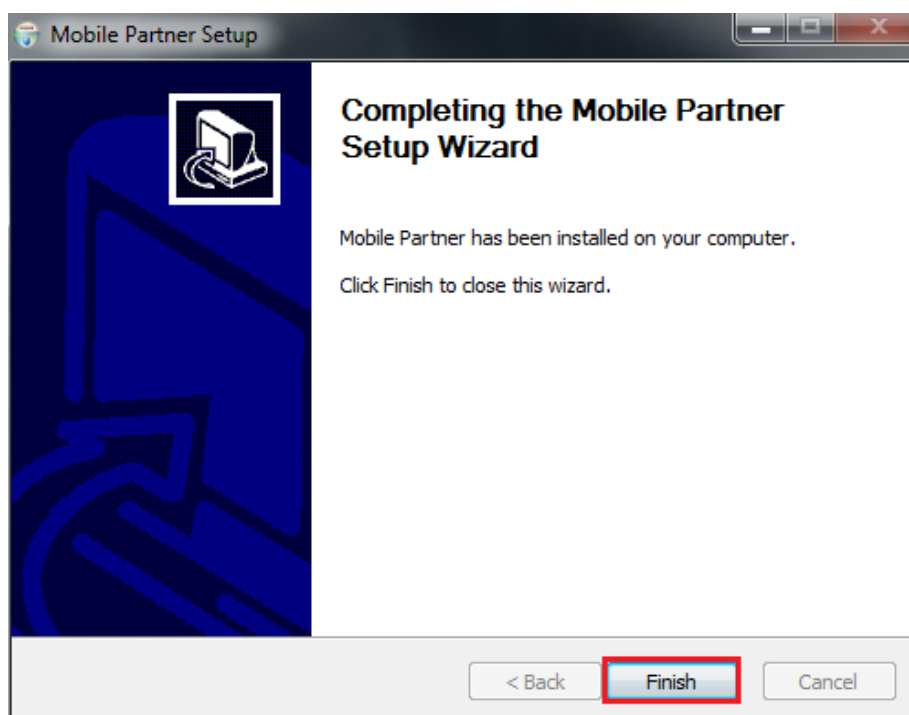 Mobile Partner Setup
Completing the Mobile Partner
Setup Wizard
Mobile Partner has been installed on your computer.
Click Finish to close this wizard.
< Back Finish Cancel